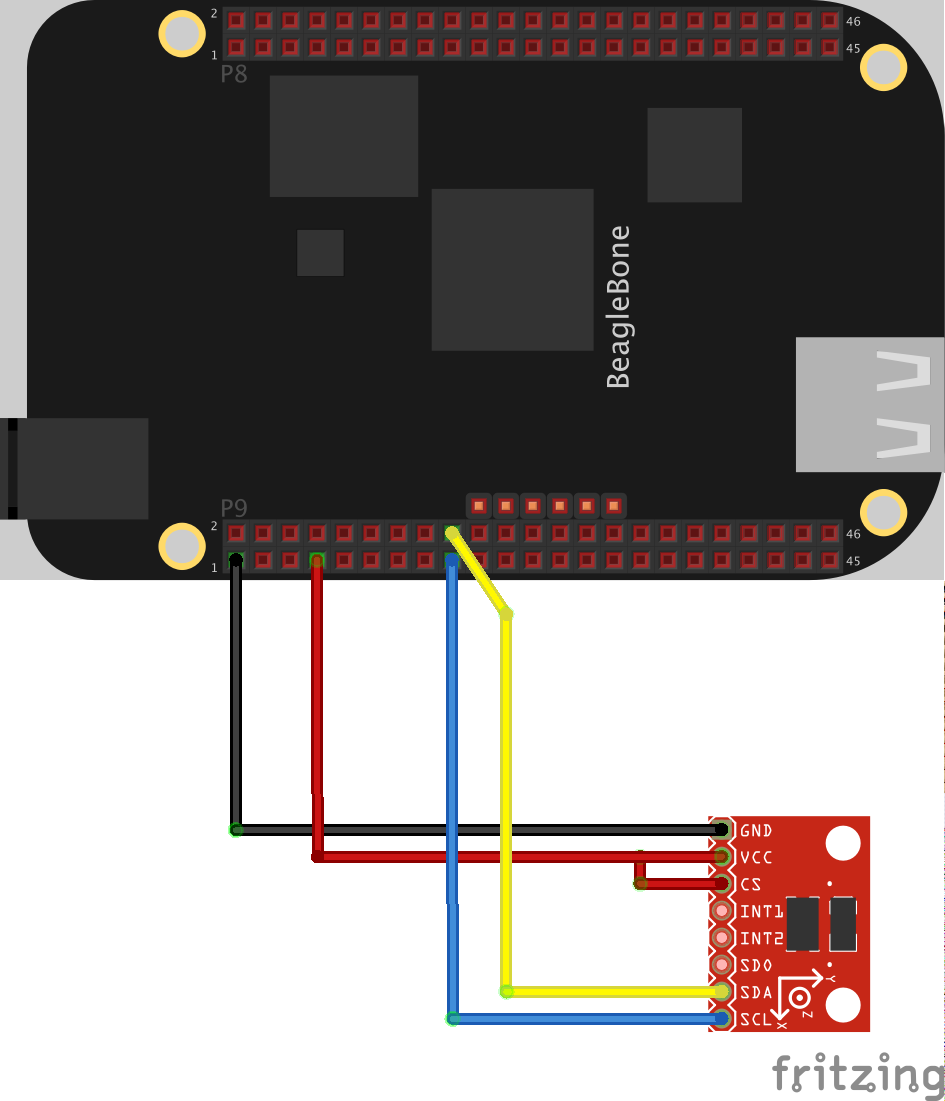 2 46
1 45
P8
BeagleBone
P9
2 46
1 45
GND
VCC
CS
INT1
INT2
SD0
SDA
SCL
Y
Z
X
fritzing